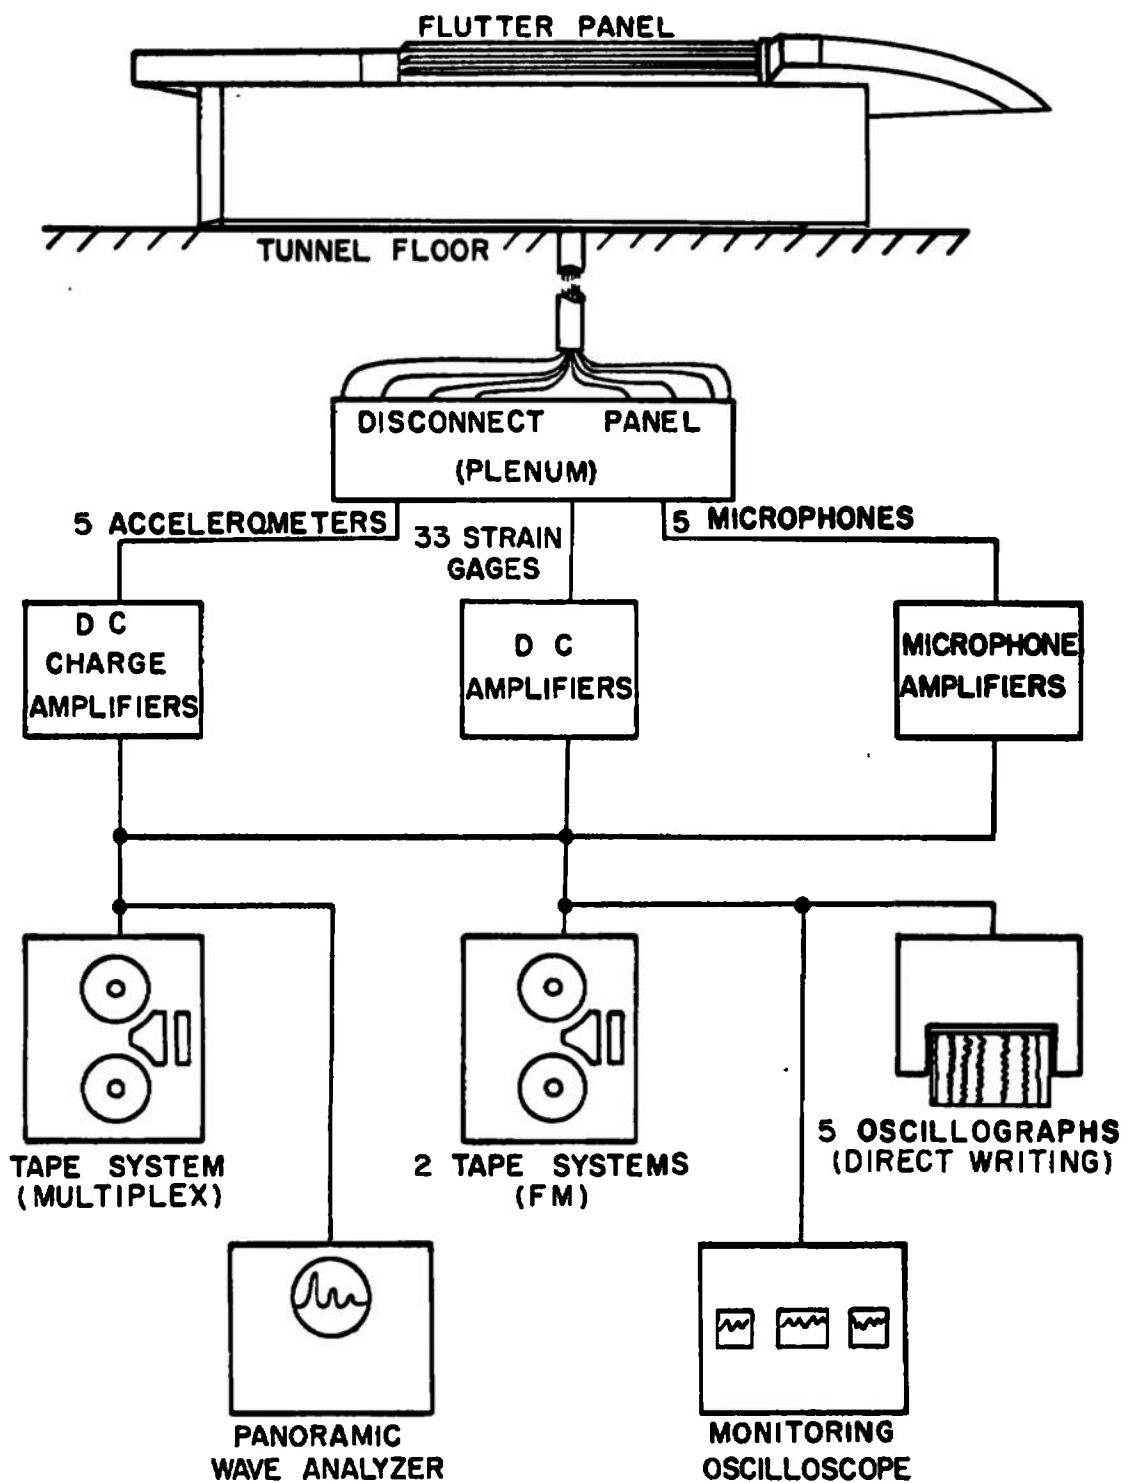 FLUTTER PANEL
TUNNEL FLOOR
DISCONNECT PANEL
(PLENUM)
5 ACCELEROMETERS
33 STRAIN
GAGES
5 MICROPHONES
D C
CHARGE
AMPLIFIERS
D C
AMPLIFIERS
MICROPHONE
AMPLIFIERS
TAPE SYSTEM
(MULTIPLEX)
2 TAPE SYSTEMS
(FM)
5 OSCILLOGRAPHS
(DIRECT WRITING)
PANORAMIC
WAVE ANALYZER
MONITORING
OSCILLOSCOPE